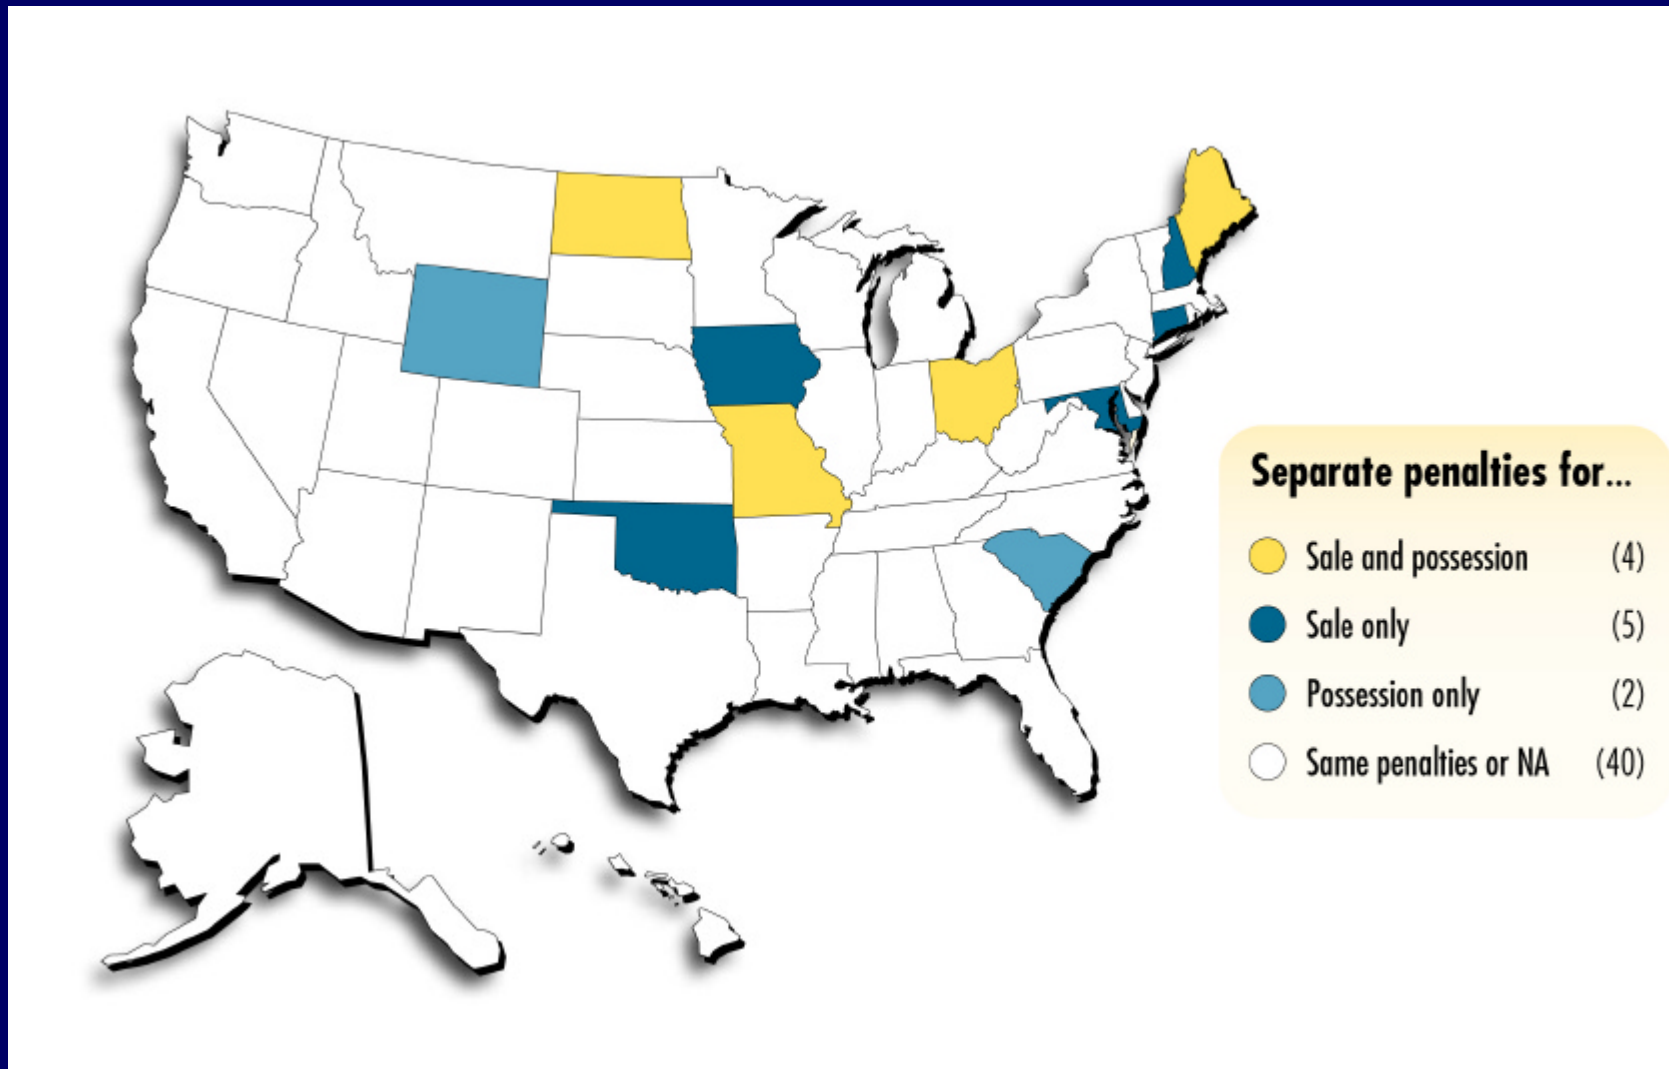 Separate penalties for...
Sale and possession (4)
Sale only (5)
Possession only (2)
Same penalties or NA (40)